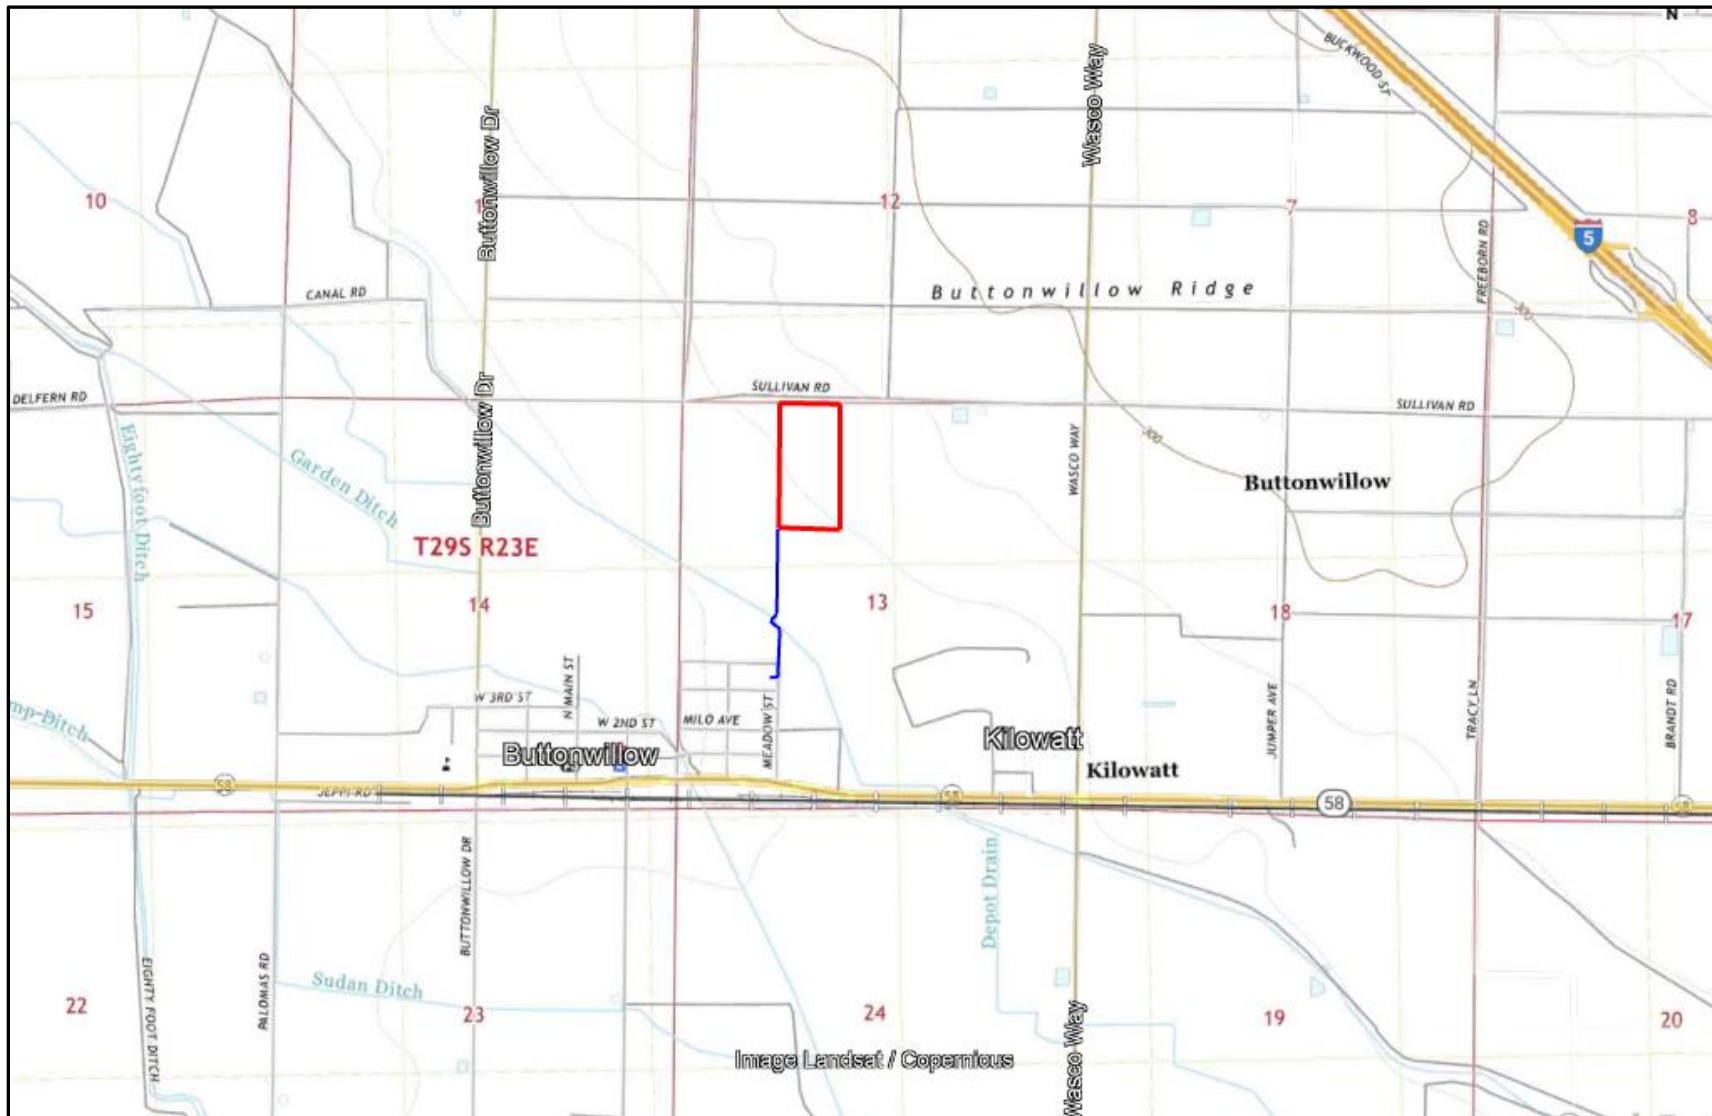 N
BUCKWOOD ST
Wasco Way
Buttonwillow Dr
10
12
7
8
5
FREEBORN RD
CANAL RD
Buttonwillow Ridge
300
SULLIVAN RD
DELFERN RD
Buttonwillow Dr
SULLIVAN RD
Eightyfoot Ditch
Garden Ditch
WASCO WAY
300
Buttonwillow
T29S R23E
15
14
13
18
17
W 3RD ST
N MAIN ST
W 2ND ST
MILO AVE
MEADOW ST
JUMPER AVE
TRACY LN
BRANDT RD
mp Ditch
Buttonwillow
Kilowatt
Kilowatt
58
JEPPI RD
58
58
58
BUTTONWILLOW DR
Depot Drain
EIGHTY FOOT DITCH
PALOMAS RD
Sudan Ditch
22
23
24
19
20
Wasco Way
Image Landsat / Copernicus